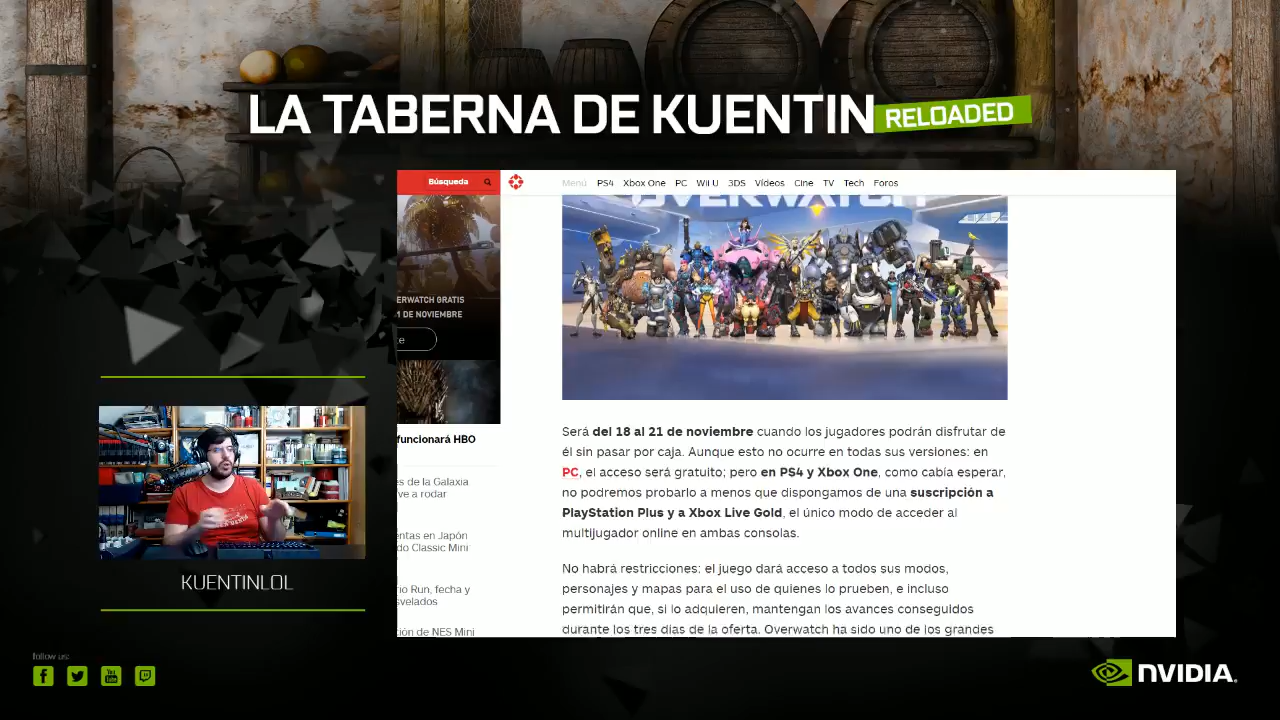 LA TABERNA DE KUENTIN
RELOADED
Búsqueda
Menú PS4 Xbox One PC Wii U 3DS Vídeos Cine TV Tech Foros
OVERWATCH
ERWATCH GRATIS
1 DE NOVIEMBRE
te
funcionará HBO
es de la Galaxia
ve a rodar
entas en Japón
do Classic Mini
rio Run, fecha y
svelados
ción de NES Mini
Será del 18 al 21 de noviembre cuando los jugadores podrán disfrutar de
él sin pasar por caja. Aunque esto no ocurre en todas sus versiones: en
PC, el acceso será gratuito; pero en PS4 y Xbox One, como cabía esperar,
no podremos probarlo a menos que dispongamos de una suscripción a
PlayStation Plus y a Xbox Live Gold, el único modo de acceder al
multijugador online en ambas consolas.
No habrá restricciones: el juego dará acceso a todos sus modos,
personajes y mapas para el uso de quienes lo prueben, e incluso
permitirán que, si lo adquieren, mantengan los avances conseguidos
durante los tres días de la oferta. Overwatch ha sido uno de los grandes
KUENTINLOL
follow us:
NVIDIA.